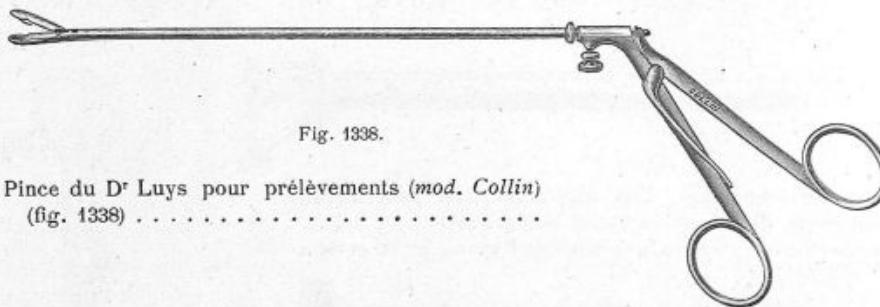 Fig. 1338.
Pince du Dʳ Luys pour prélèvements (mod. Collin)
(fig. 1338) . . . . . . . . . . . . . . . . . . . . . . . .